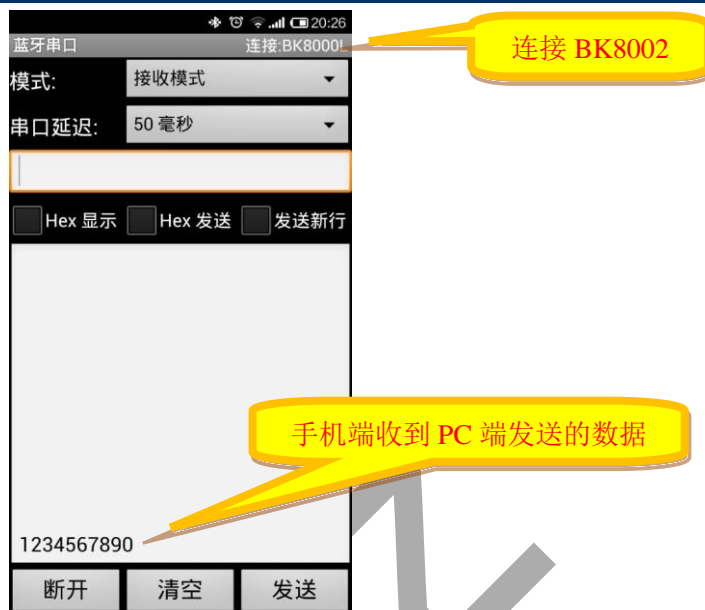 20:26
蓝牙串口 连接:BK8000L
连接 BK8002
模式: 接收模式
串口延迟: 50 毫秒
Hex 显示 Hex 发送 发送新行
手机端收到 PC 端发送的数据
1234567890
断开 清空 发送